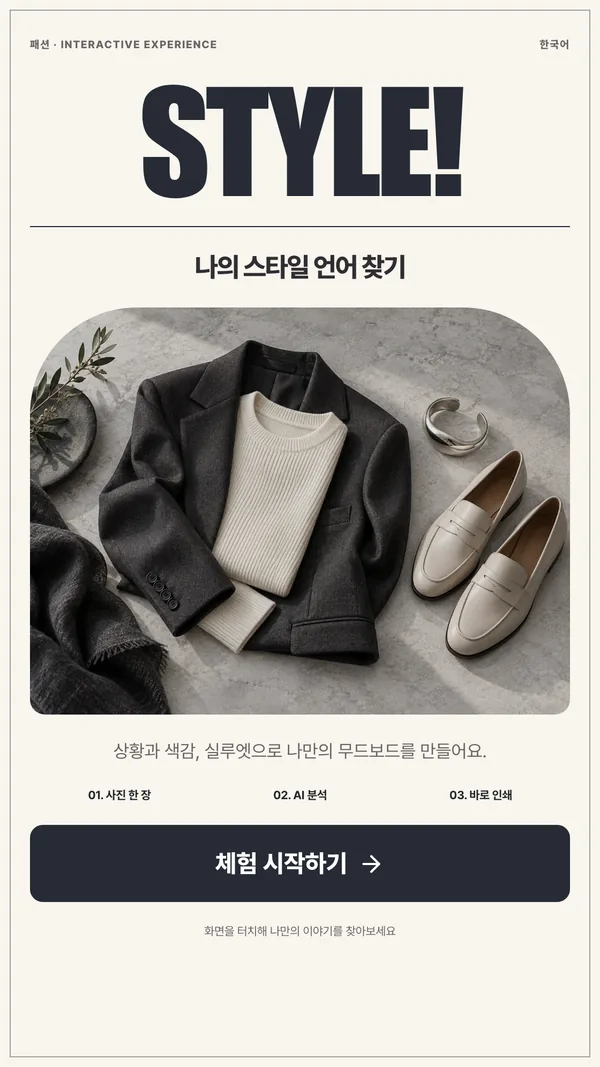 패션 · INTERACTIVE EXPERIENCE
한국어
STYLE!
나의 스타일 언어 찾기
상황과 색감, 실루엣으로 나만의 무드보드를 만들어요.
01. 사진 한 장
02. AI 분석
03. 바로 인쇄
체험 시작하기 →
화면을 터치해 나만의 이야기를 찾아보세요